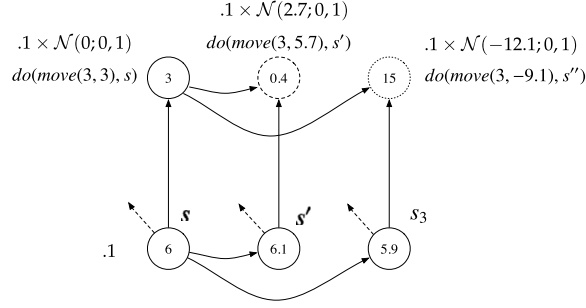 .1 × N(2.7; 0, 1)
.1 × N(0; 0, 1)
do(move(3, 5.7), s′)
.1 × N(−12.1; 0, 1)
do(move(3, 3), s)
do(move(3, −9.1), s′′)
3
0.4
15
s
s′
s₃
.1
6
6.1
5.9